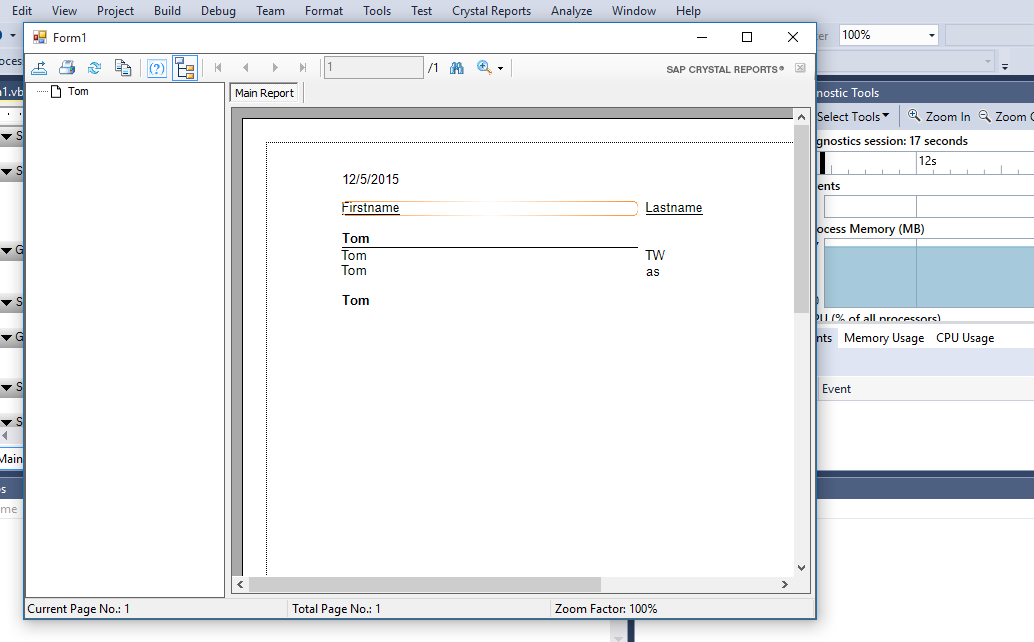 Edit View Project Build Debug Team Format Tools Test Crystal Reports Analyze Window Help
Form1
100%
1 /1
SAP CRYSTAL REPORTS®
n1.vb
Tom
Main Report
nostic Tools
Select Tools
Zoom In
Zoom
gnostics session: 17 seconds
12s
12/5/2015
ents
Firstname Lastname
ocess Memory (MB)
Tom
Tom TW
Tom as
Tom
PU (% of all processors)
nts Memory Usage CPU Usage
Event
Main
Current Page No.: 1 Total Page No.: 1 Zoom Factor: 100%